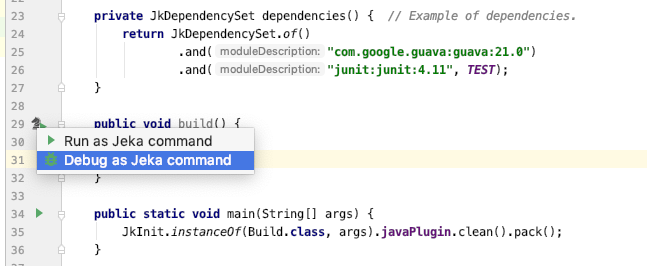 23 private JkDependencySet dependencies() { // Example of dependencies.
24 return JkDependencySet.of()
25 .and( moduleDescription: "com.google.guava:guava:21.0")
26 .and( moduleDescription: "junit:junit:4.11", TEST);
27 }
28
29 public void build() {
30 Run as Jeka command
31 Debug as Jeka command
32 }
33
34 public static void main(String[] args) {
35 JkInit.instanceOf(Build.class, args).javaPlugin.clean().pack();
36 }